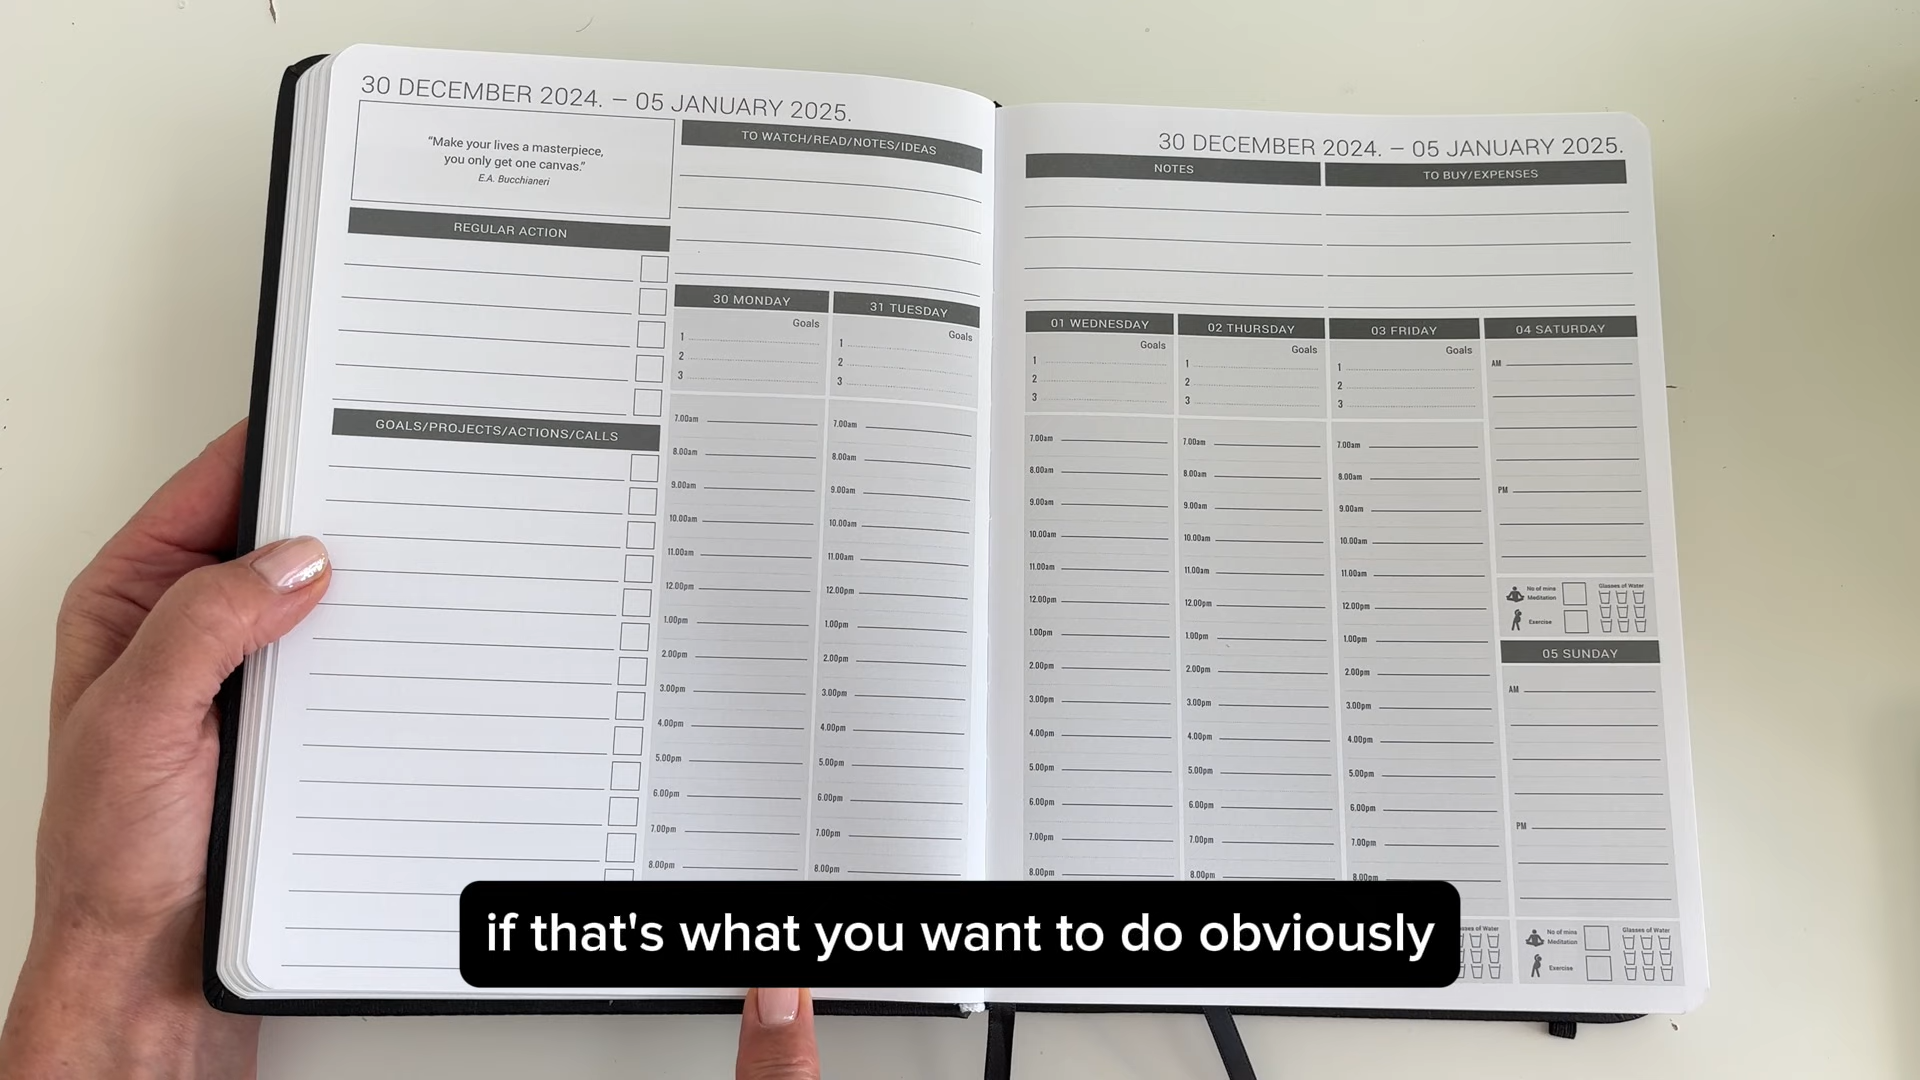 30 DECEMBER 2024. – 05 JANUARY 2025.
"Make your lives a masterpiece,
you only get one canvas."
E.A. Bucchianeri
TO WATCH/READ/NOTES/IDEAS
REGULAR ACTION
GOALS/PROJECTS/ACTIONS/CALLS
30 MONDAY
Goals
1
2
3
7.00am
8.00am
9.00am
10.00am
11.00am
12.00pm
1.00pm
2.00pm
3.00pm
4.00pm
5.00pm
6.00pm
7.00pm
8.00pm
31 TUESDAY
Goals
1
2
3
7.00am
8.00am
9.00am
10.00am
11.00am
12.00pm
1.00pm
2.00pm
3.00pm
4.00pm
5.00pm
6.00pm
7.00pm
8.00pm
30 DECEMBER 2024. – 05 JANUARY 2025.
NOTES
TO BUY/EXPENSES
01 WEDNESDAY
Goals
1
2
3
7.00am
8.00am
9.00am
10.00am
11.00am
12.00pm
1.00pm
2.00pm
3.00pm
4.00pm
5.00pm
6.00pm
7.00pm
8.00pm
02 THURSDAY
Goals
1
2
3
7.00am
8.00am
9.00am
10.00am
11.00am
12.00pm
1.00pm
2.00pm
3.00pm
4.00pm
5.00pm
6.00pm
7.00pm
8.00pm
03 FRIDAY
Goals
1
2
3
7.00am
8.00am
9.00am
10.00am
11.00am
12.00pm
1.00pm
2.00pm
3.00pm
4.00pm
5.00pm
6.00pm
7.00pm
8.00pm
of Water
04 SATURDAY
AM
PM
No of mins
Meditation
Exercise
Glasses of Water
05 SUNDAY
AM
PM
No of mins
Meditation
Exercise
Glasses of Water
if that's what you want to do obviously